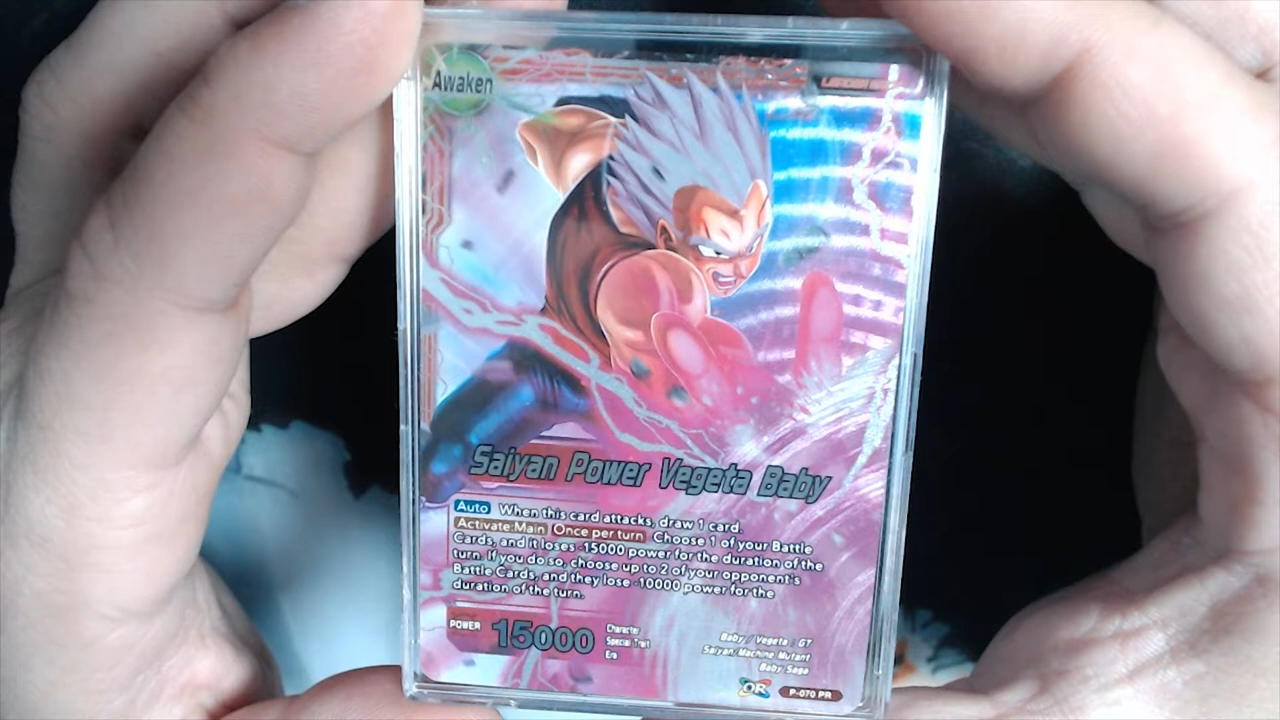 Awaken
LEADER
Saiyan Power Vegeta Baby
Auto When this card attacks, draw 1 card.
Activate:Main Once per turn Choose 1 of your Battle
Cards, and it loses -15000 power for the duration of the
turn. If you do so, choose up to 2 of your opponent's
Battle Cards, and they lose -10000 power for the
duration of the turn.
POWER 15000
Character Baby / Vegeta : GT
Special Trait Saiyan/Machine Mutant
Era Baby Saga
OR P-070 PR